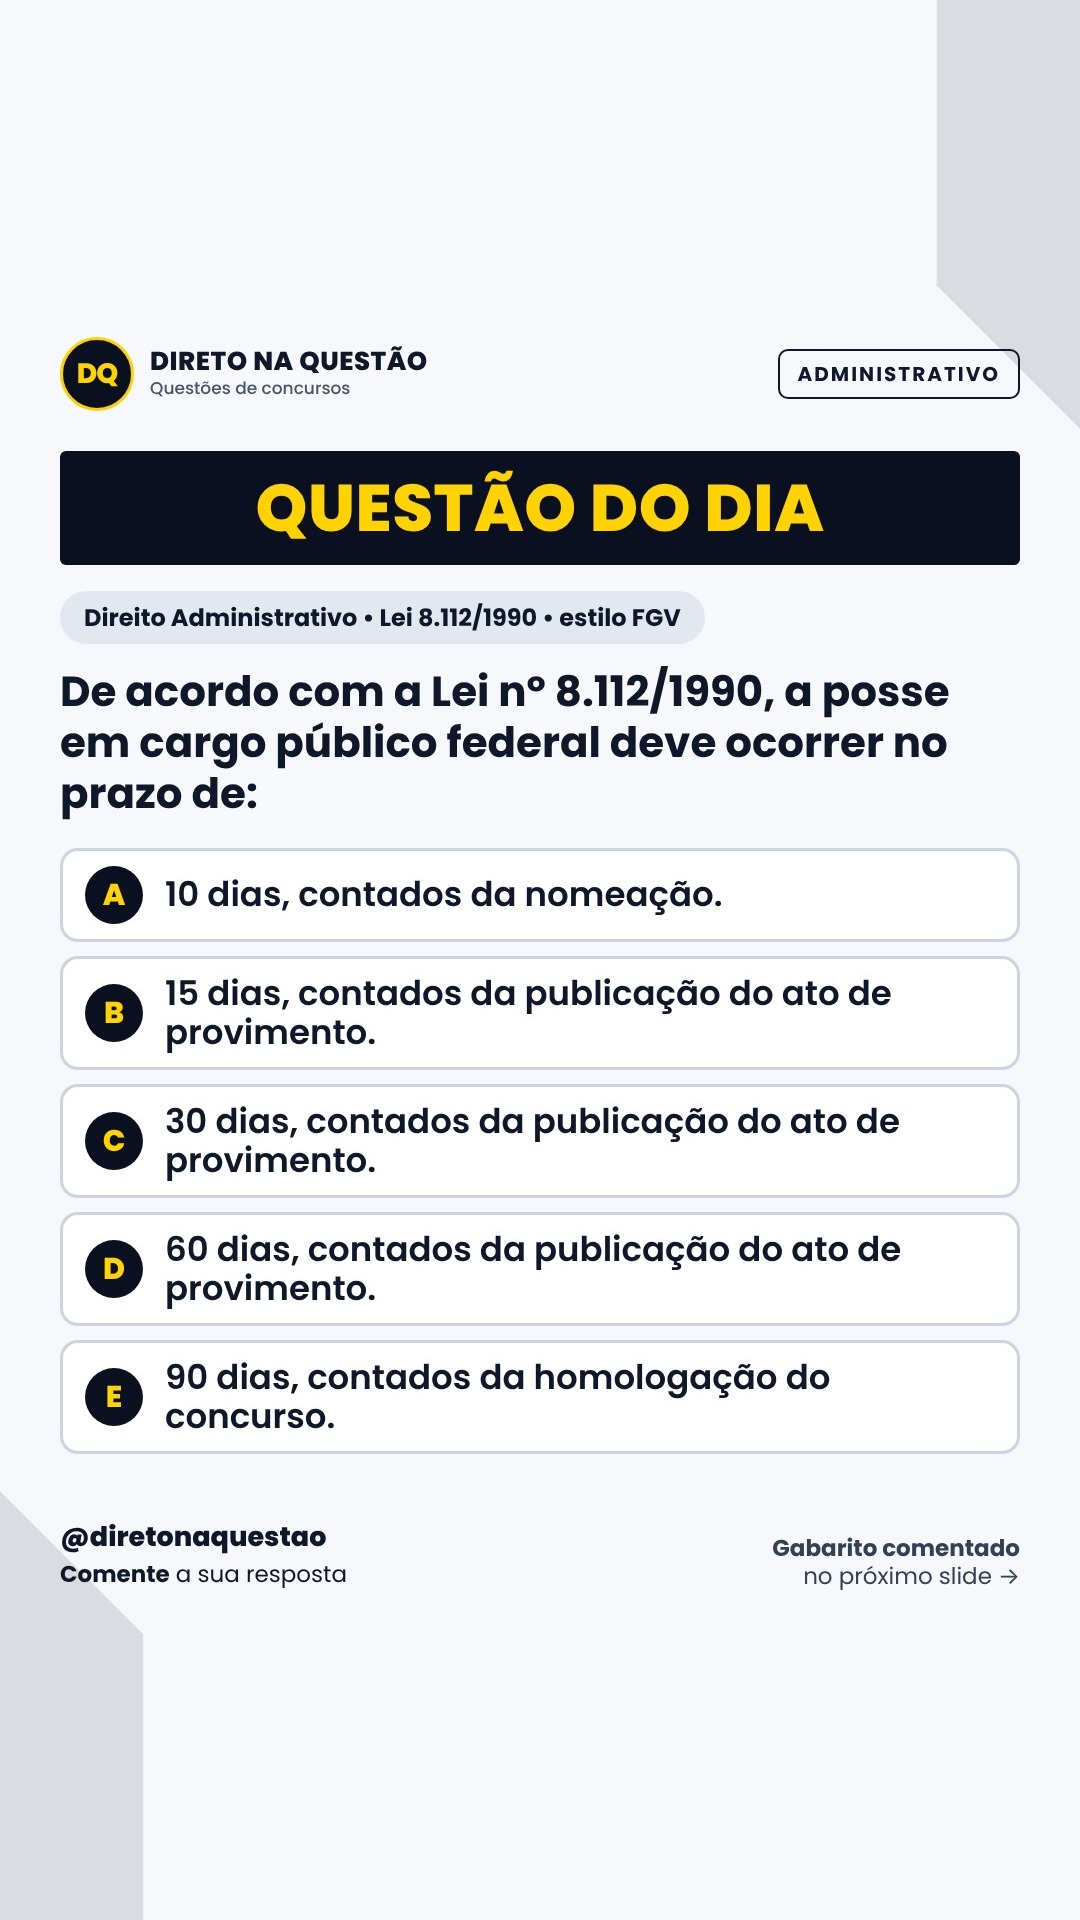 DQ
DIRETO NA QUESTÃO
Questões de concursos
ADMINISTRATIVO
QUESTÃO DO DIA
Direito Administrativo • Lei 8.112/1990 • estilo FGV
De acordo com a Lei nº 8.112/1990, a posse
em cargo público federal deve ocorrer no
prazo de:
A 10 dias, contados da nomeação.
B 15 dias, contados da publicação do ato de
provimento.
C 30 dias, contados da publicação do ato de
provimento.
D 60 dias, contados da publicação do ato de
provimento.
E 90 dias, contados da homologação do
concurso.
@diretonaquestao
Comente a sua resposta
Gabarito comentado
no próximo slide →